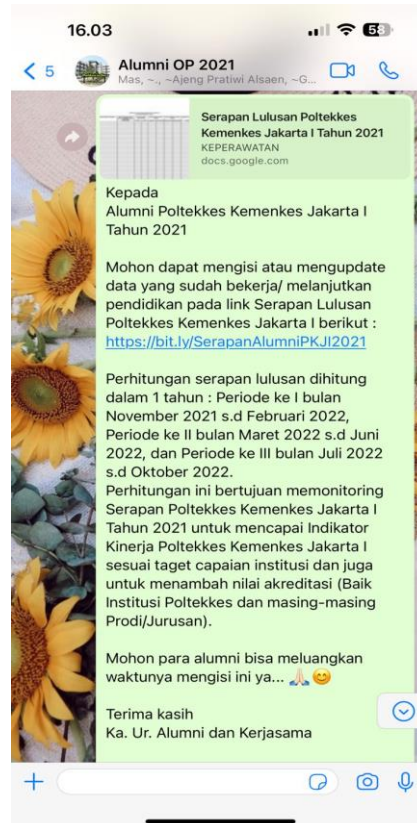 16.03
58
5
Alumni OP 2021
Mas, ~., ~Ajeng Pratiwi Alsaen, ~G...
Serapan Lulusan Poltekkes
Kemenkes Jakarta I Tahun 2021
KEPERAWATAN
docs.google.com
Kepada
Alumni Poltekkes Kemenkes Jakarta I
Tahun 2021
Mohon dapat mengisi atau mengupdate
data yang sudah bekerja/ melanjutkan
pendidikan pada link Serapan Lulusan
Poltekkes Kemenkes Jakarta I berikut :
https://bit.ly/SerapanAlumniPKJI2021
Perhitungan serapan lulusan dihitung
dalam 1 tahun : Periode ke I bulan
November 2021 s.d Februari 2022,
Periode ke II bulan Maret 2022 s.d Juni
2022, dan Periode ke III bulan Juli 2022
s.d Oktober 2022.
Perhitungan ini bertujuan memonitoring
Serapan Poltekkes Kemenkes Jakarta I
Tahun 2021 untuk mencapai Indikator
Kinerja Poltekkes Kemenkes Jakarta I
sesuai taget capaian institusi dan juga
untuk menambah nilai akreditasi (Baik
Institusi Poltekkes dan masing-masing
Prodi/Jurusan).
Mohon para alumni bisa meluangkan
waktunya mengisi ini ya... 🙏🏻😊
Terima kasih
Ka. Ur. Alumni dan Kerjasama